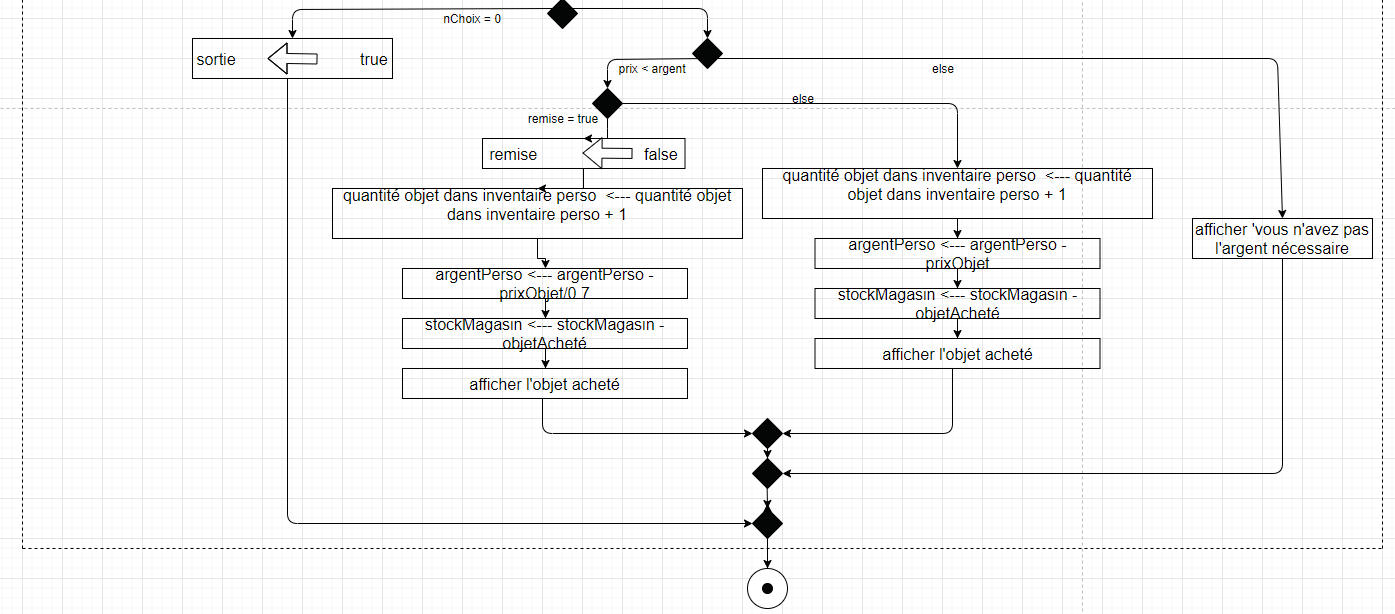 nChoix = 0
sortie
true
prix < argent
else
else
remise = true
remise
false
quantité objet dans inventaire perso <--- quantité objet
dans inventaire perso + 1
quantité objet dans inventaire perso <--- quantité
objet dans inventaire perso + 1
afficher 'vous n'avez pas
l'argent nécessaire
argentPerso <--- argentPerso -
prixObjet
argentPerso <--- argentPerso -
prixObjet/0.7
stockMagasin <--- stockMagasin -
objetAcheté
stockMagasin <--- stockMagasin -
objetAcheté
afficher l'objet acheté
afficher l'objet acheté